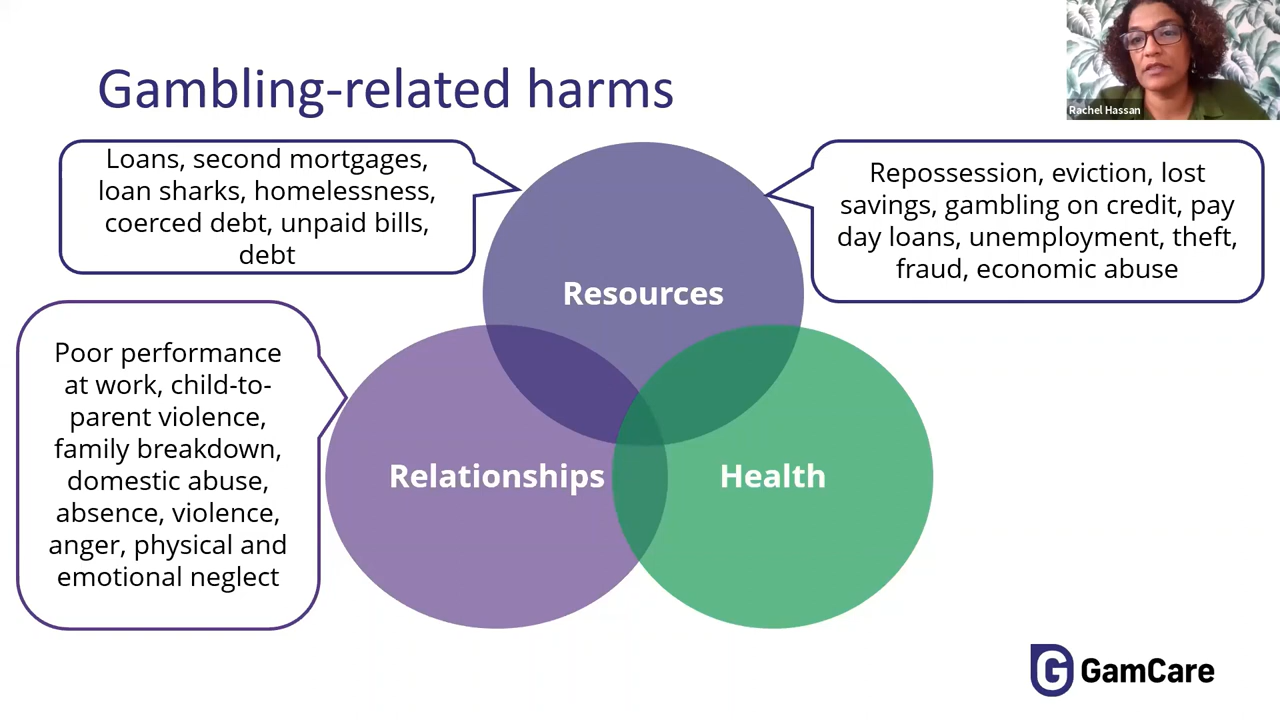 Gambling-related harms
Rachel Hassan
Loans, second mortgages,
loan sharks, homelessness,
coerced debt, unpaid bills,
debt
Repossession, eviction, lost
savings, gambling on credit, pay
day loans, unemployment, theft,
fraud, economic abuse
Resources
Poor performance
at work, child-to-
parent violence,
family breakdown,
domestic abuse,
absence, violence,
anger, physical and
emotional neglect
Relationships
Health
GamCare